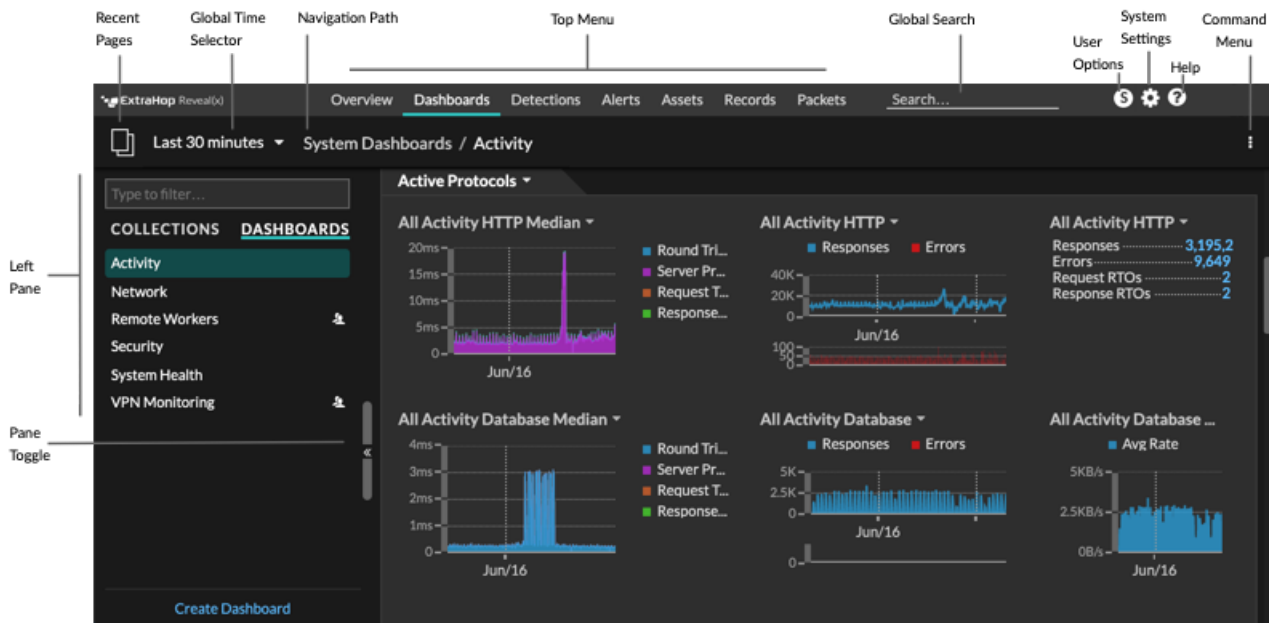 Recent Pages
Global Time Selector
Navigation Path
Top Menu
Global Search
User Options
System Settings
Help
Command Menu
ExtraHop Reveal(x)
Overview Dashboards Detections Alerts Assets Records Packets Search... S ?
Last 30 minutes System Dashboards / Activity
Left Pane
Pane Toggle
Type to filter...
COLLECTIONS DASHBOARDS
Activity
Network
Remote Workers
Security
System Health
VPN Monitoring
«
Create Dashboard
Active Protocols
All Activity HTTP Median
20ms
15ms
10ms
5ms
0
Jun/16
Round Tri...
Server Pr...
Request T...
Response...
All Activity HTTP
Responses Errors
40K
20K
0
Jun/16
100
50
0
All Activity HTTP
Responses 3,195,2
Errors 9,649
Request RTOs 2
Response RTOs 2
All Activity Database Median
4ms
3ms
2ms
1ms
0
Jun/16
Round Tri...
Server Pr...
Request T...
Response...
All Activity Database
Responses Errors
5K
2.5K
0
Jun/16
0
All Activity Database ...
Avg Rate
5KB/s
2.5KB/s
0B/s
Jun/16